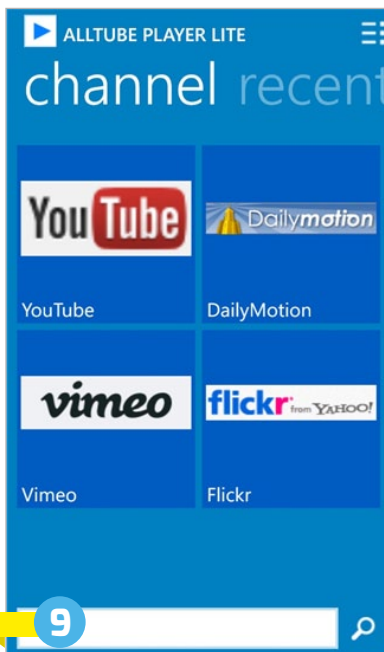 ALLTUBE PLAYER LITE
channel recent
YouTube
Dailymotion
YouTube
DailyMotion
vimeo
flickr from YAHOO!
Vimeo
Flickr
9